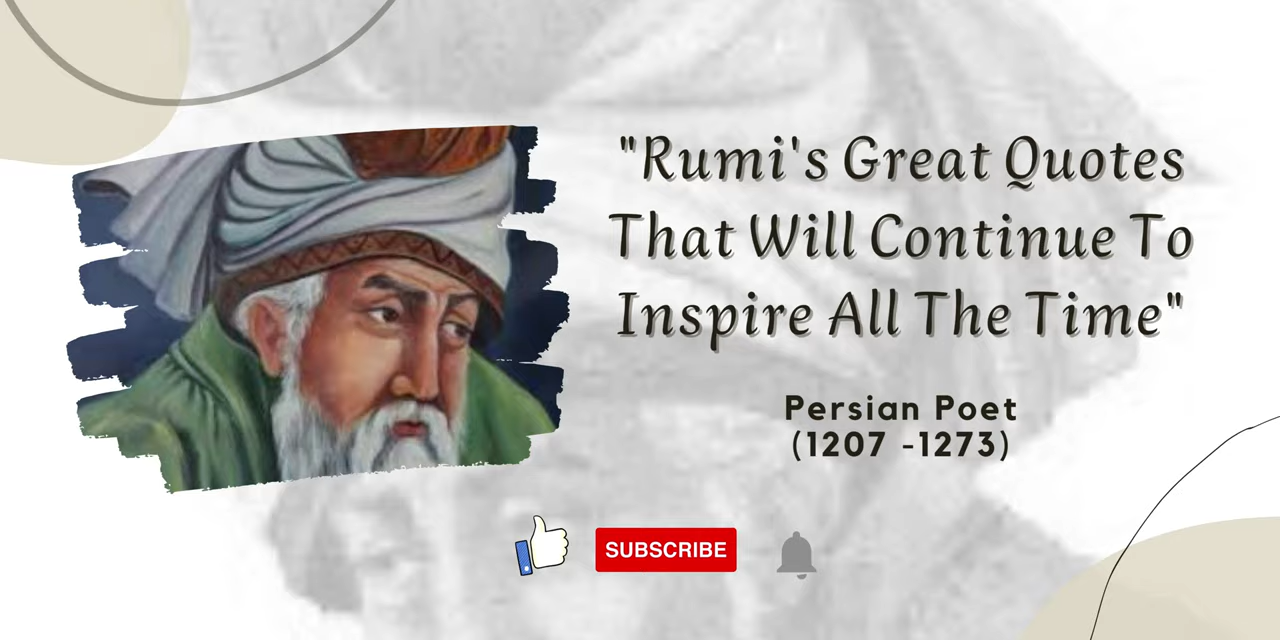 "Rumi's Great Quotes
That Will Continue To
Inspire All The Time"
Persian Poet
(1207 -1273)
SUBSCRIBE